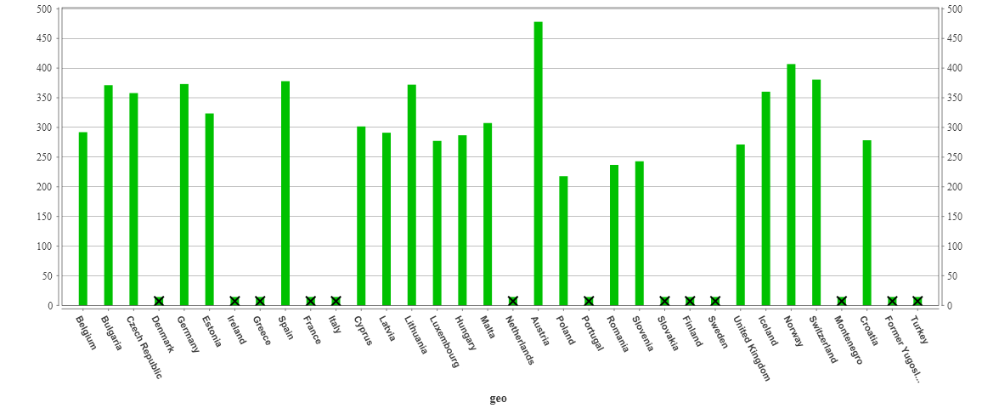 500 500
450 450
400 400
350 350
300 300
250 250
200 200
150 150
100 100
50 50
0 0
Belgium
Bulgaria
Czech Republic
Denmark
Germany
Estonia
Ireland
Greece
Spain
France
Italy
Cyprus
Latvia
Lithuania
Luxembourg
Hungary
Malta
Netherlands
Austria
Poland
Portugal
Romania
Slovenia
Slovakia
Finland
Sweden
United Kingdom
Iceland
Norway
Switzerland
Montenegro
Croatia
Former Yugosl...
Turkey
geo